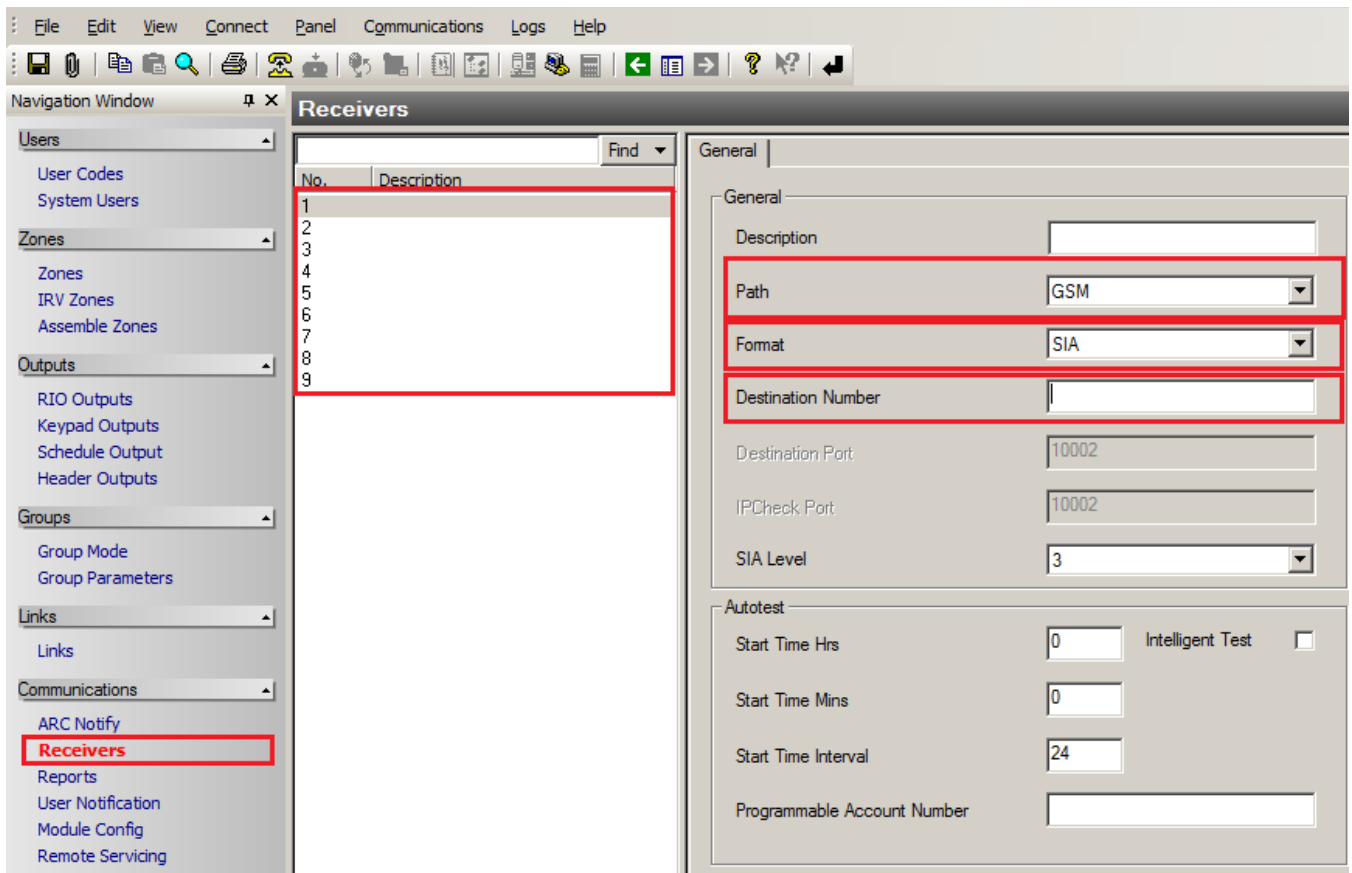 File Edit View Connect Panel Communications Logs Help
Navigation Window
Users
User Codes
System Users
Zones
Zones
IRV Zones
Assemble Zones
Outputs
RIO Outputs
Keypad Outputs
Schedule Output
Header Outputs
Groups
Group Mode
Group Parameters
Links
Links
Communications
ARC Notify
Receivers
Reports
User Notification
Module Config
Remote Servicing
Receivers
Find
No. Description
1
2
3
4
5
6
7
8
9
General
General
Description
Path GSM
Format SIA
Destination Number
Destination Port 10002
IPCheck Port 10002
SIA Level 3
Autotest
Start Time Hrs 0 Intelligent Test
Start Time Mins 0
Start Time Interval 24
Programmable Account Number